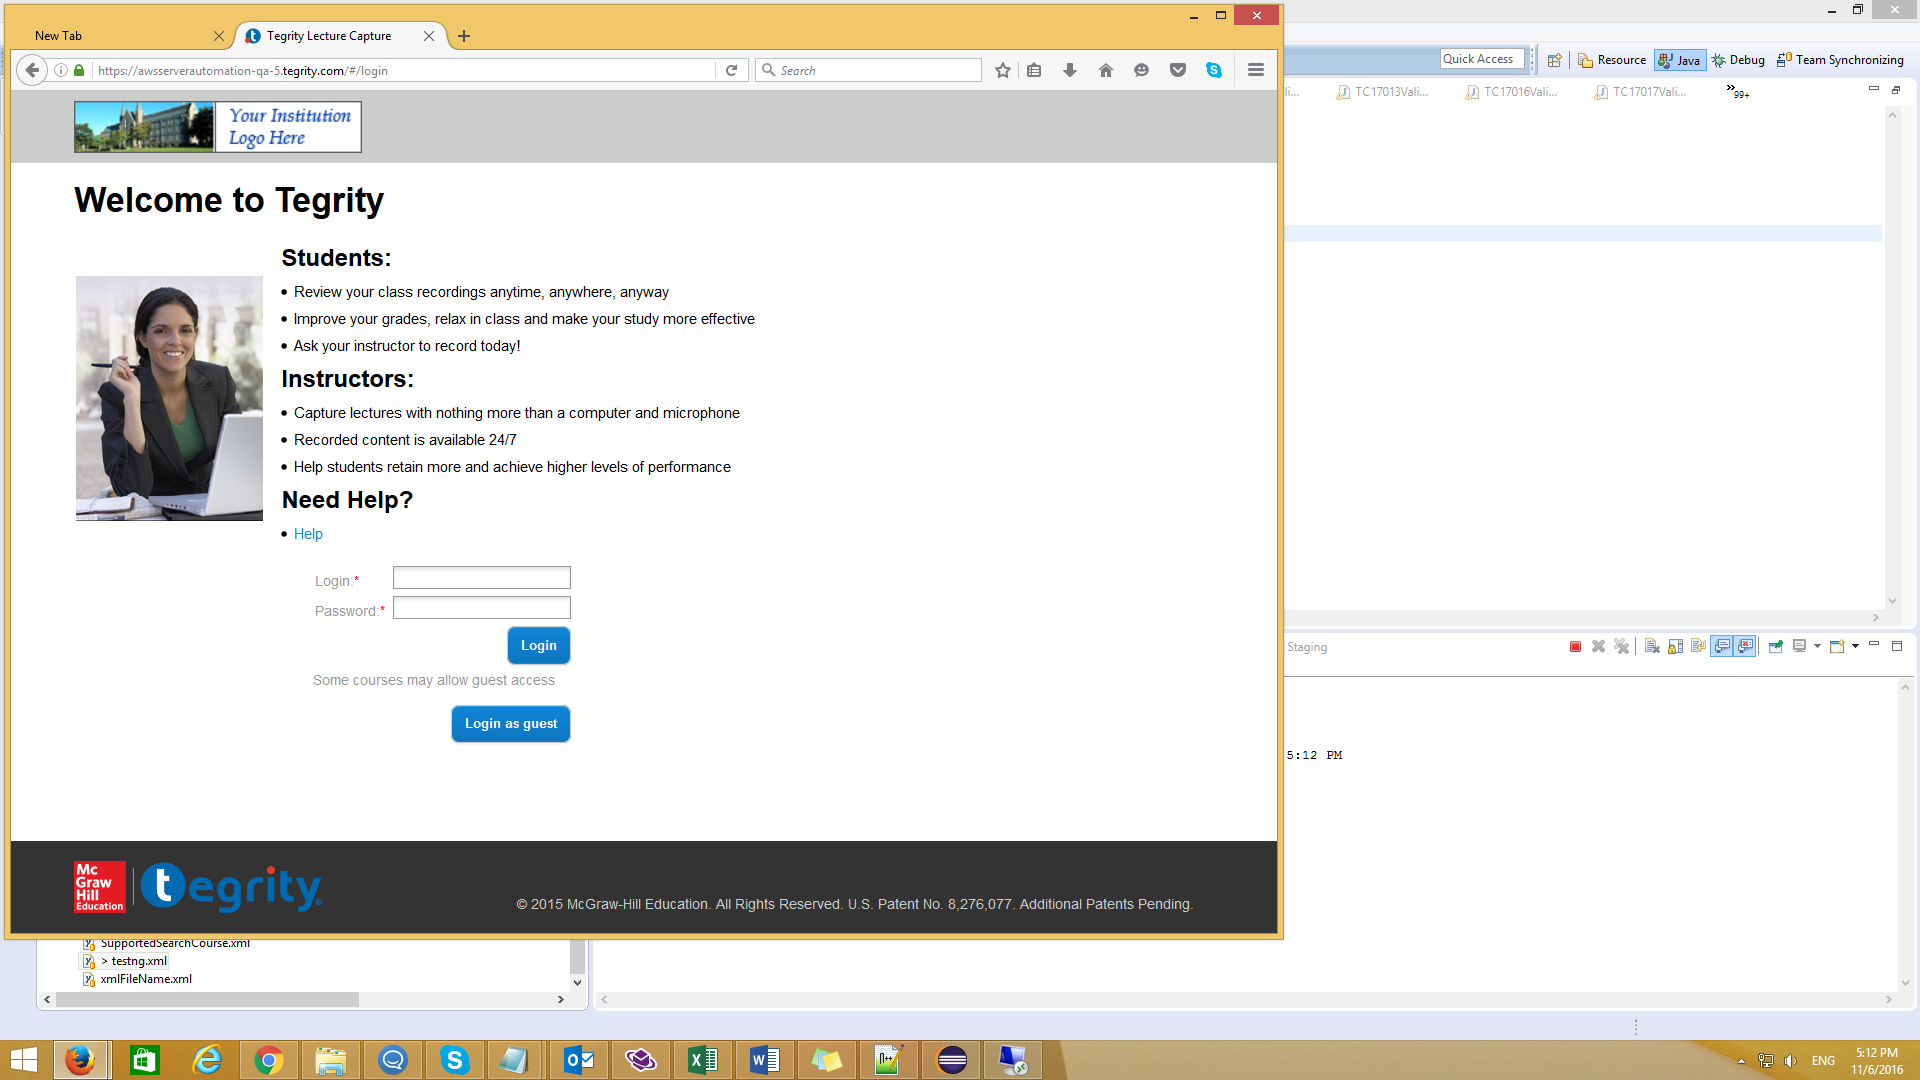 New Tab
Tegrity Lecture Capture
https://awsserverautomation-qa-5.tegrity.com/#/login
Search
Quick Access
Resource
Java
Debug
Team Synchronizing
li...
TC17013Vali...
TC17016Vali...
TC17017Vali...
99+
Your Institution
Logo Here
Welcome to Tegrity
Students:
Review your class recordings anytime, anywhere, anyway
Improve your grades, relax in class and make your study more effective
Ask your instructor to record today!
Instructors:
Capture lectures with nothing more than a computer and microphone
Recorded content is available 24/7
Help students retain more and achieve higher levels of performance
Need Help?
Help
Login:*
Password:*
Login
Some courses may allow guest access
Login as guest
Staging
5:12 PM
Mc
Graw
Hill
Education
tegrity
© 2015 McGraw-Hill Education. All Rights Reserved. U.S. Patent No. 8,276,077. Additional Patents Pending.
SupportedSearchCourse.xml
> testng.xml
xmlFileName.xml
ENG
5:12 PM
11/6/2016